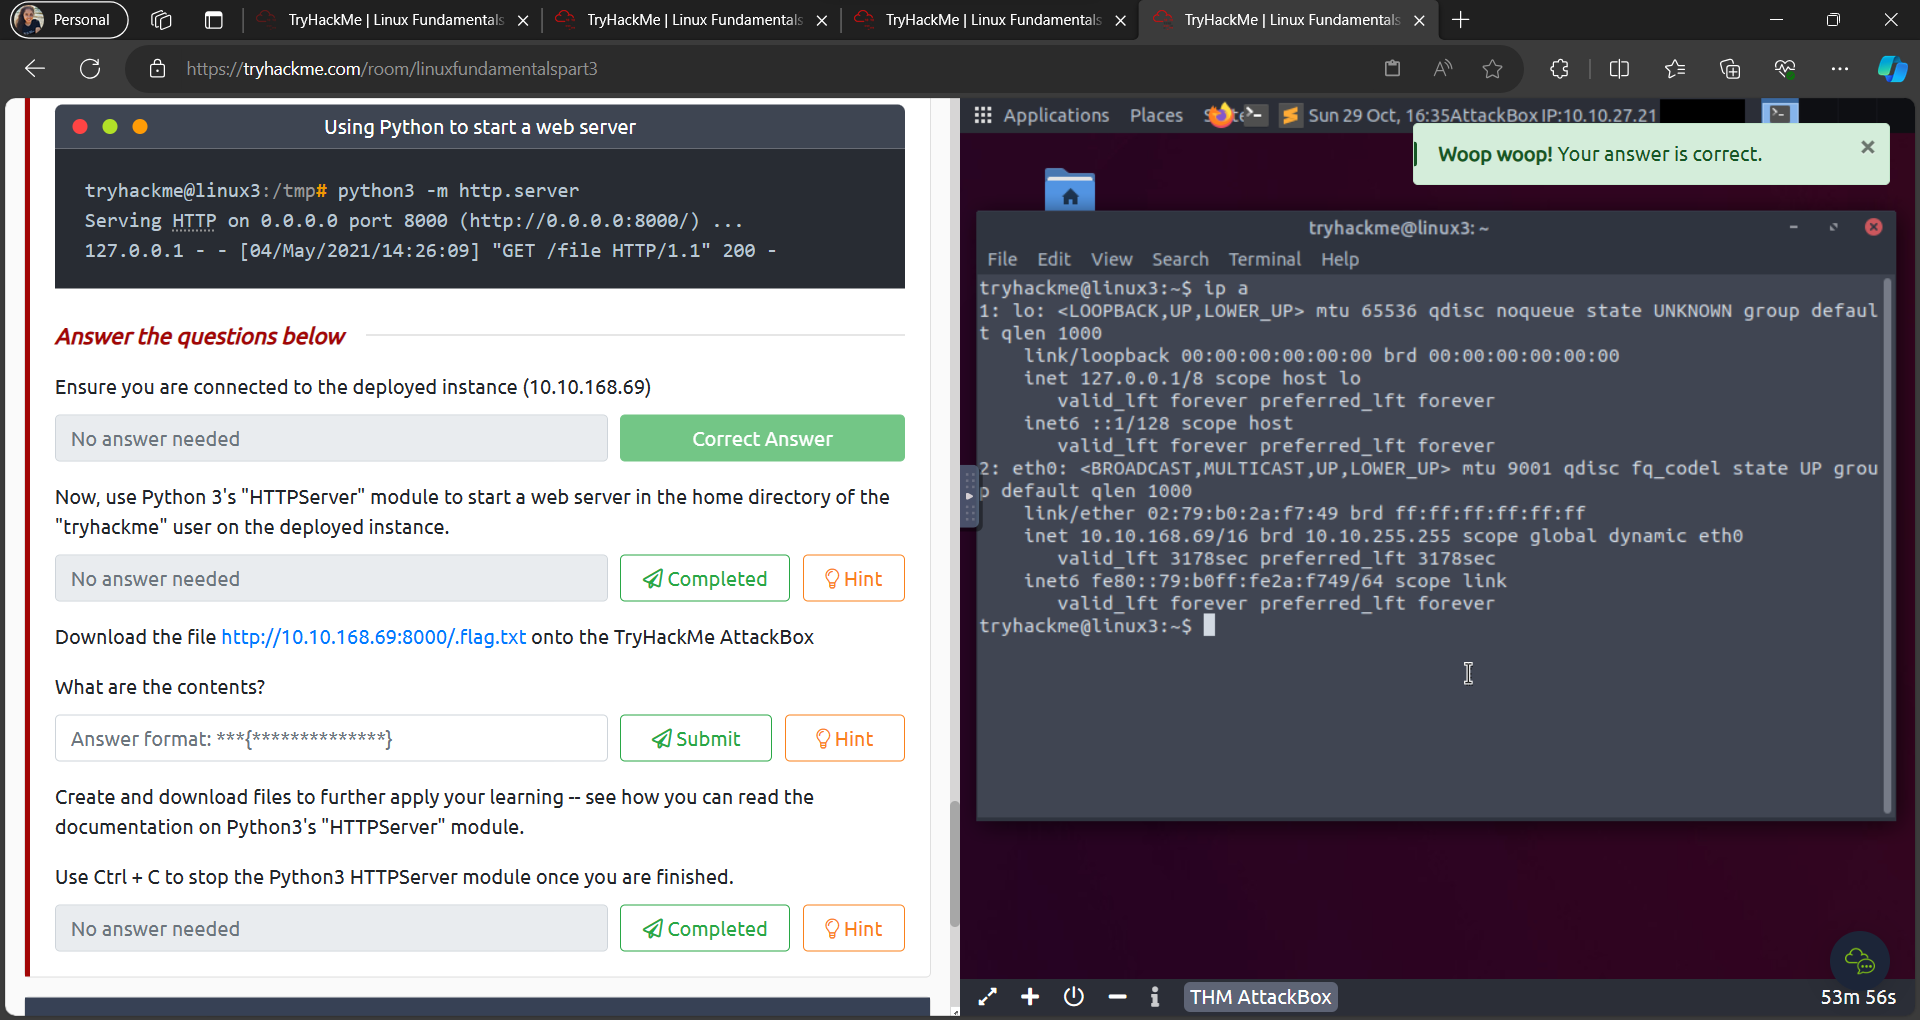 Personal
TryHackMe | Linux Fundamentals
TryHackMe | Linux Fundamentals
TryHackMe | Linux Fundamentals
TryHackMe | Linux Fundamentals
https://tryhackme.com/room/linuxfundamentalspart3
Using Python to start a web server
tryhackme@linux3:/tmp# python3 -m http.server
Serving HTTP on 0.0.0.0 port 8000 (http://0.0.0.0:8000/) ...
127.0.0.1 - - [04/May/2021/14:26:09] "GET /file HTTP/1.1" 200 -
Answer the questions below
Ensure you are connected to the deployed instance (10.10.168.69)
No answer needed
Correct Answer
Now, use Python 3's "HTTPServer" module to start a web server in the home directory of the
"tryhackme" user on the deployed instance.
No answer needed
Completed
Hint
Download the file http://10.10.168.69:8000/.flag.txt onto the TryHackMe AttackBox
What are the contents?
Answer format: ***{**************}
Submit
Hint
Create and download files to further apply your learning -- see how you can read the
documentation on Python3's "HTTPServer" module.
Use Ctrl + C to stop the Python3 HTTPServer module once you are finished.
No answer needed
Completed
Hint
Applications Places
Sun 29 Oct, 16:35 AttackBox IP:10.10.27.21
Woop woop! Your answer is correct.
tryhackme@linux3: ~
File Edit View Search Terminal Help
tryhackme@linux3:~$ ip a
1: lo: <LOOPBACK,UP,LOWER_UP> mtu 65536 qdisc noqueue state UNKNOWN group defaul
t qlen 1000
link/loopback 00:00:00:00:00:00 brd 00:00:00:00:00:00
inet 127.0.0.1/8 scope host lo
valid_lft forever preferred_lft forever
inet6 ::1/128 scope host
valid_lft forever preferred_lft forever
2: eth0: <BROADCAST,MULTICAST,UP,LOWER_UP> mtu 9001 qdisc fq_codel state UP grou
p default qlen 1000
link/ether 02:79:b0:2a:f7:49 brd ff:ff:ff:ff:ff:ff
inet 10.10.168.69/16 brd 10.10.255.255 scope global dynamic eth0
valid_lft 3178sec preferred_lft 3178sec
inet6 fe80::79:b0ff:fe2a:f749/64 scope link
valid_lft forever preferred_lft forever
tryhackme@linux3:~$
THM AttackBox
53m 56s